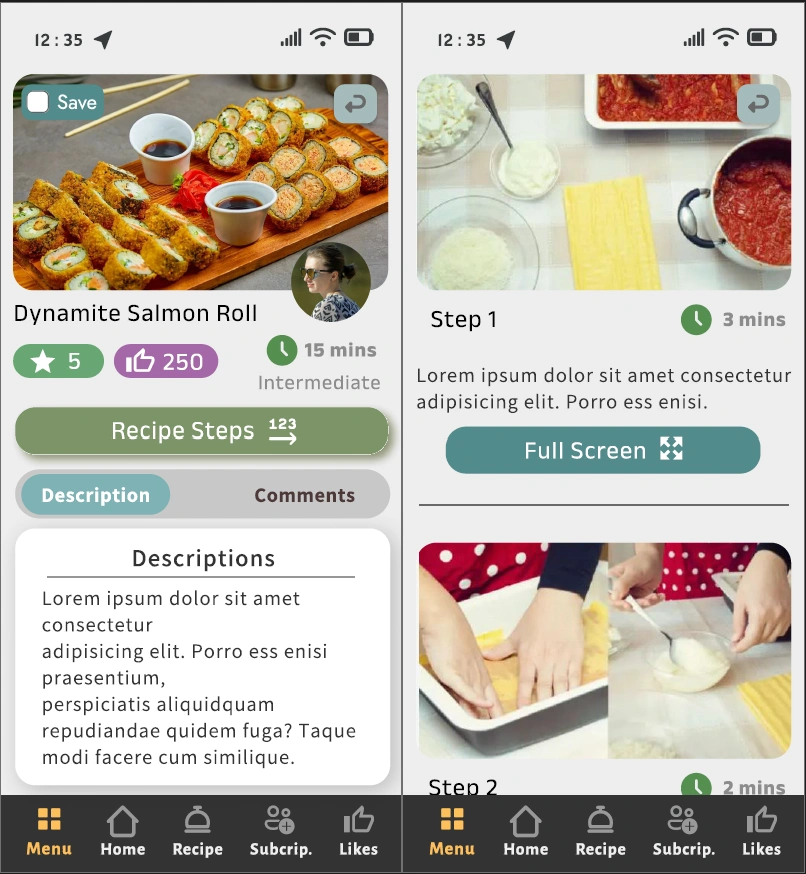 12 : 35
Save
Dynamite Salmon Roll
5
250
15 mins
Intermediate
Recipe Steps
123
Description
Comments
Descriptions
Lorem ipsum dolor sit amet
consectetur
adipisicing elit. Porro ess enisi
praesentium,
perspiciatis aliquidquam
repudiandae quidem fuga? Taque
modi facere cum similique.
Menu
Home
Recipe
Subcrip.
Likes
12 : 35
Step 1
3 mins
Lorem ipsum dolor sit amet consectetur
adipisicing elit. Porro ess enisi.
Full Screen
Step 2
2 mins
Menu
Home
Recipe
Subcrip.
Likes